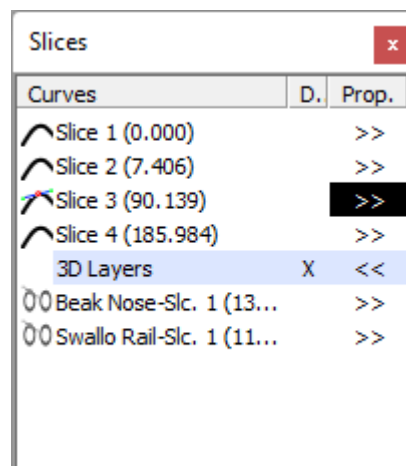 Slices x
Curves D. Prop.
Slice 1 (0.000) >>
Slice 2 (7.406) >>
Slice 3 (90.139) >>
Slice 4 (185.984) >>
3D Layers X <<
Beak Nose-Slc. 1 (13... >>
Swallo Rail-Slc. 1 (11... >>